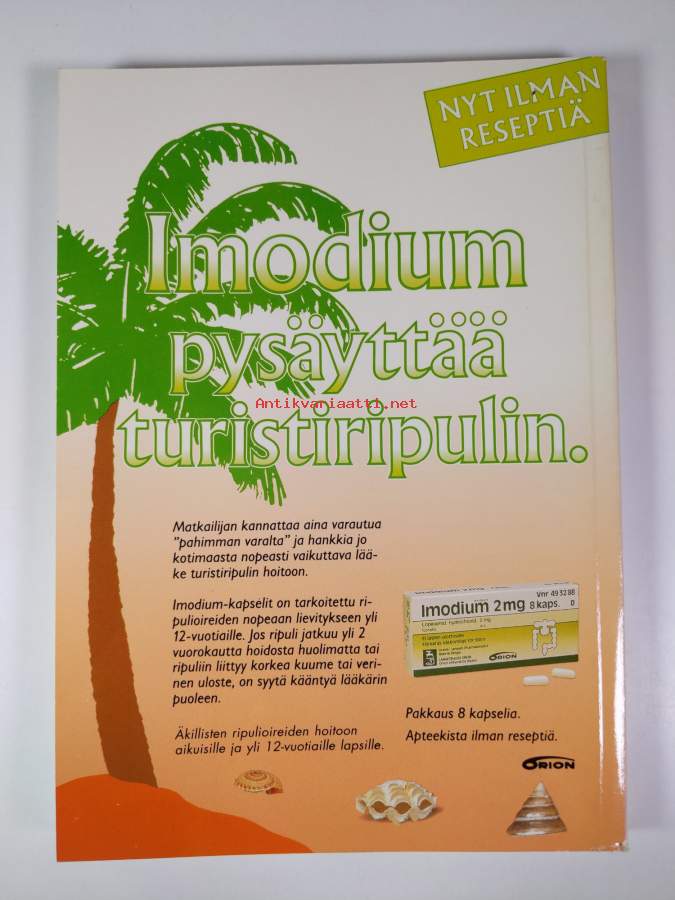 NYT ILMAN
RESEPTIÄ
Imodium
pysäyttää
Antikvariaatti.net
turistiripulin.
Matkailijan kannattaa aina varautua
”pahimman varalta” ja hankkia jo
kotimaasta nopeasti vaikuttava lää-
ke turistiripulin hoitoon.
Imodium-kapselit on tarkoitettu ri-
pulioireiden nopeaan lievitykseen yli
12-vuotiaille. Jos ripuli jatkuu yli 2
vuorokautta hoidosta huolimatta tai
ripuliin liittyy korkea kuume tai veri-
nen uloste, on syytä kääntyä lääkärin
puoleen.
Äkillisten ripulioireiden hoitoon
aikuisille ja yli 12-vuotiaille lapsille.
Vnr 493288
Imodium 2mg 8 kaps. 0
ORION
Pakkaus 8 kapselia.
Apteekista ilman reseptiä.
ORION